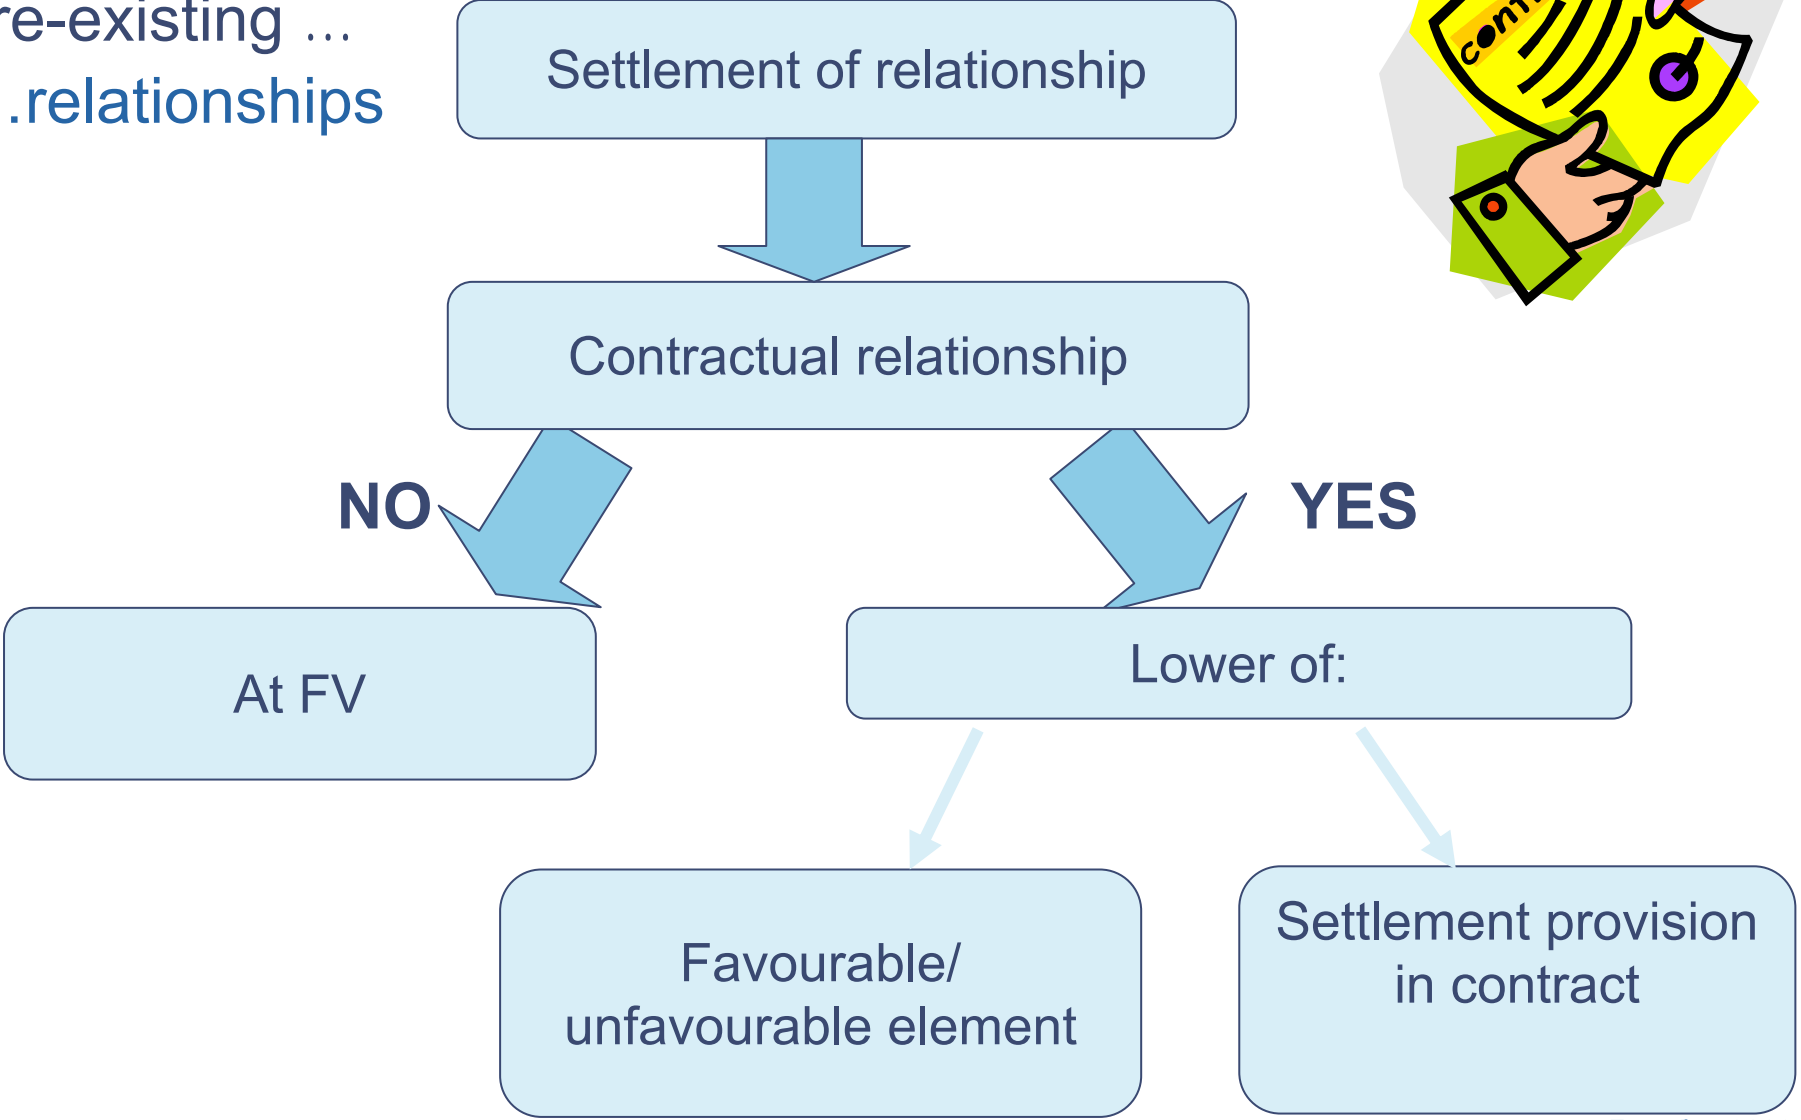 re-existing ...
.relationships
Settlement of relationship
Contractual relationship
NO
YES
At FV
Lower of:
Favourable/
unfavourable element
Settlement provision
in contract